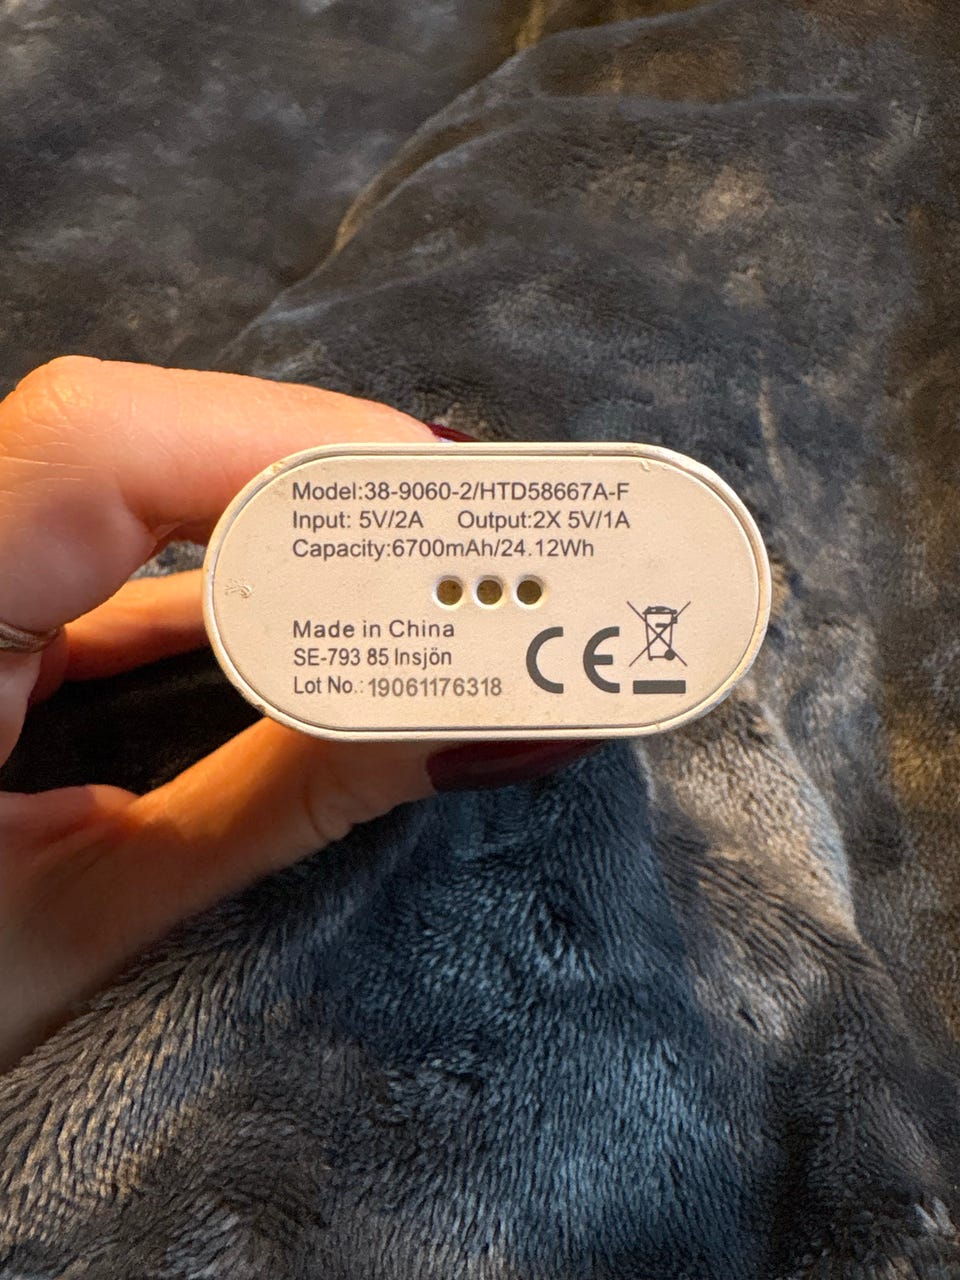 Model:38-9060-2/HTD58667A-F
Input: 5V/2A Output:2X 5V/1A
Capacity:6700mAh/24.12Wh
Made in China
SE-793 85 Insjön
Lot No.: 19061176318
CE